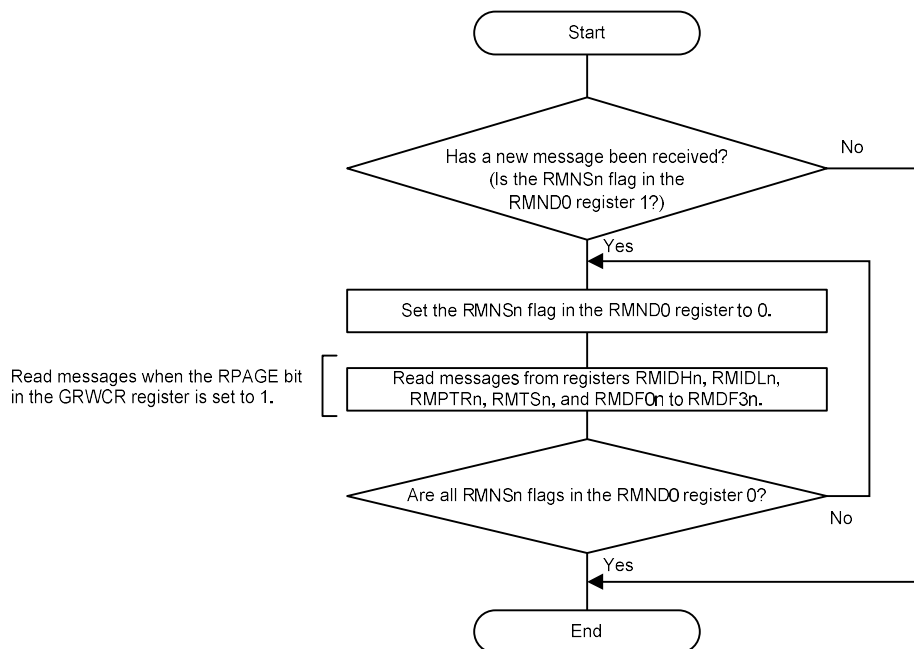 Start
Has a new message been received?
(Is the RMNSn flag in the
RMND0 register 1?)
No
Yes
Set the RMNSn flag in the RMND0 register to 0.
Read messages when the RPAGE bit
in the GRWCR register is set to 1.
Read messages from registers RMIDHn, RMIDLn,
RMPTRn, RMTSn, and RMDF0n to RMDF3n.
Are all RMNSn flags in the RMND0 register 0?
No
Yes
End